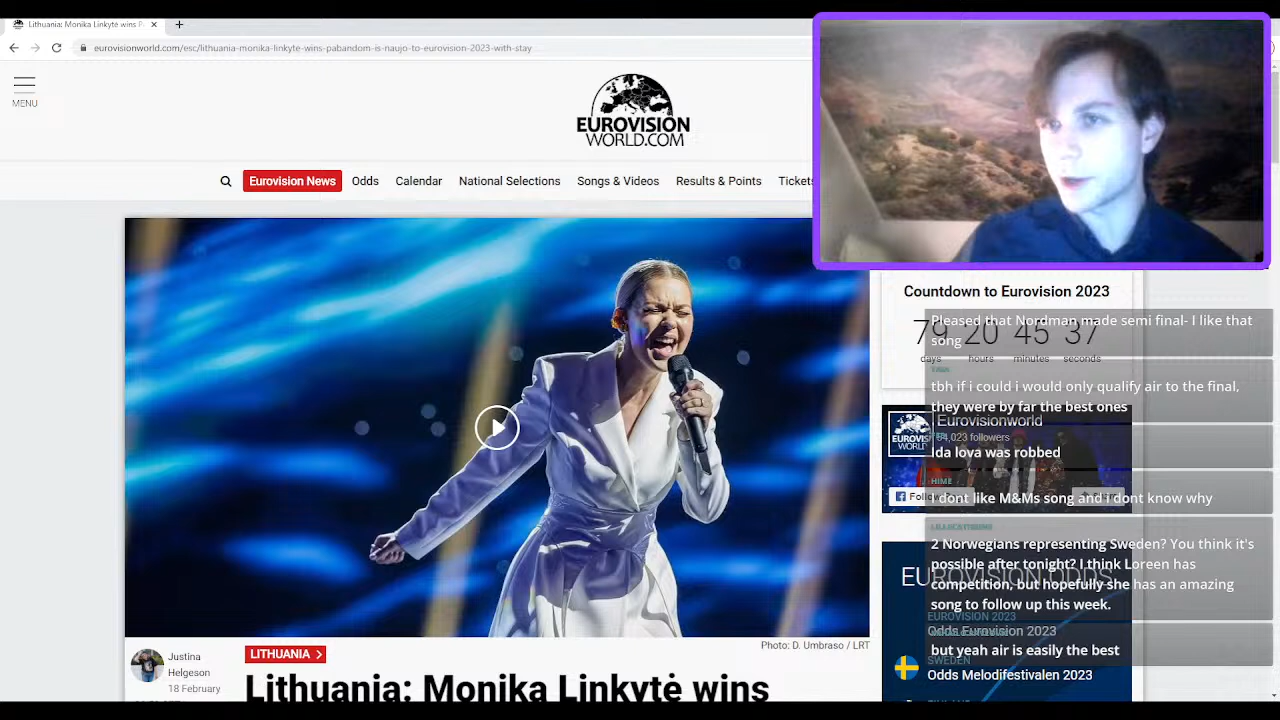 Lithuania: Monika Linkytė wins P
eurovisionworld.com/esc/lithuania-monika-linkyte-wins-pabandom-is-naujo-to-eurovision-2023-with-stay
MENU
EUROVISION
WORLD.COM
Eurovision News
Odds
Calendar
National Selections
Songs & Videos
Results & Points
Tickets
Photo: D. Umbraso / LRT
Justina
Helgeson
18 February
LITHUANIA
Lithuania: Monika Linkytė wins
Countdown to Eurovision 2023
79 20 45 37
days hours minutes seconds
Pleased that Nordman made semi final- I like that
song
tbh if i could i would only qualify air to the final,
they were by far the best ones
Eurovisionworld
followers
Ida lova was robbed
HIME
I dont like M&Ms song and i dont know why
2 Norwegians representing Sweden? You think it's
possible after tonight? I think Loreen has
competition, but hopefully she has an amazing
song to follow up this week.
EUROVISION ODDS
EUROVISION 2023
Odds Eurovision 2023
but yeah air is easily the best
SWEDEN
Odds Melodifestivalen 2023